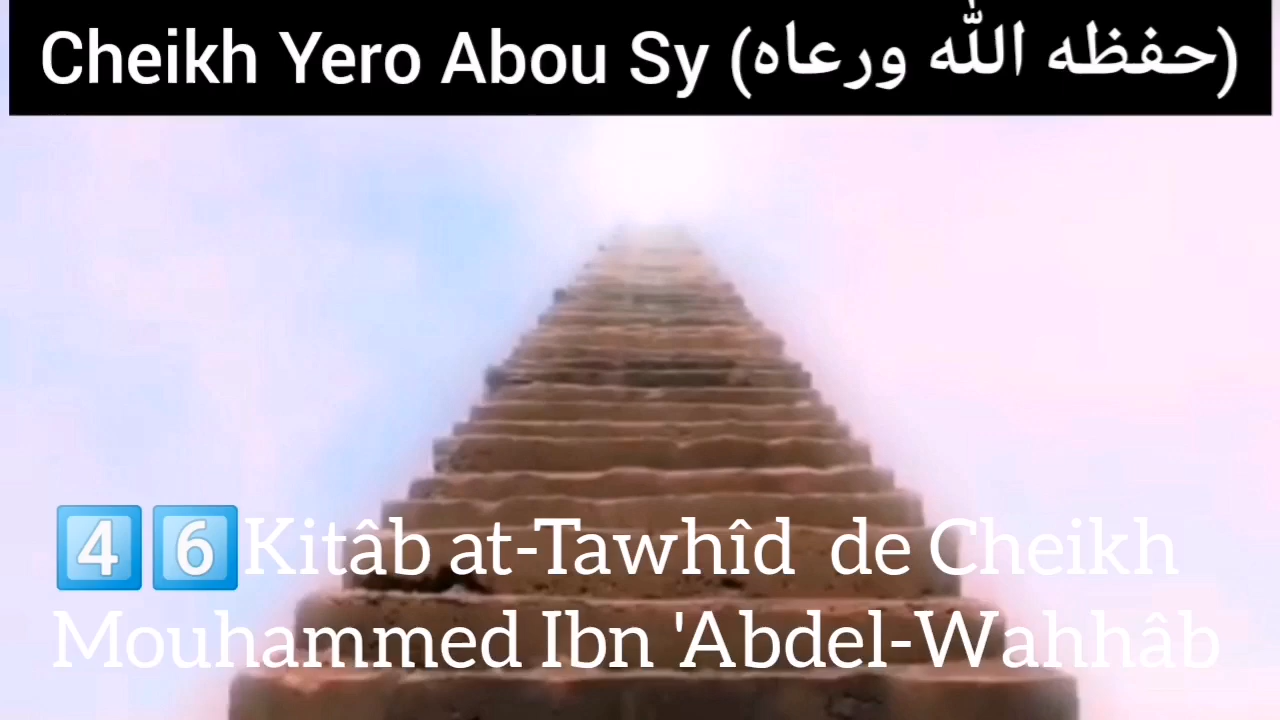 Cheikh Yero Abou Sy (حفظه الله ورعاه)
4️⃣6️⃣Kitâb at-Tawhîd de Cheikh
Mouhammed Ibn 'Abdel-Wahhâb